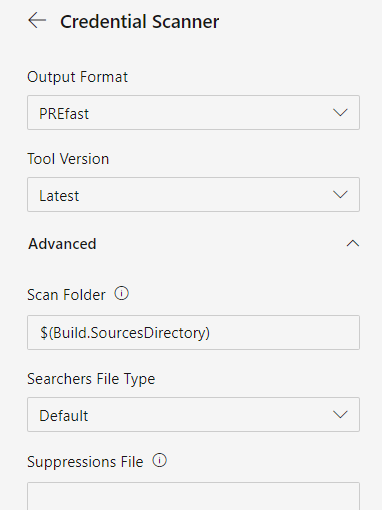 Credential Scanner
Output Format
PREfast
Tool Version
Latest
Advanced
Scan Folder
$(Build.SourcesDirectory)
Searchers File Type
Default
Suppressions File